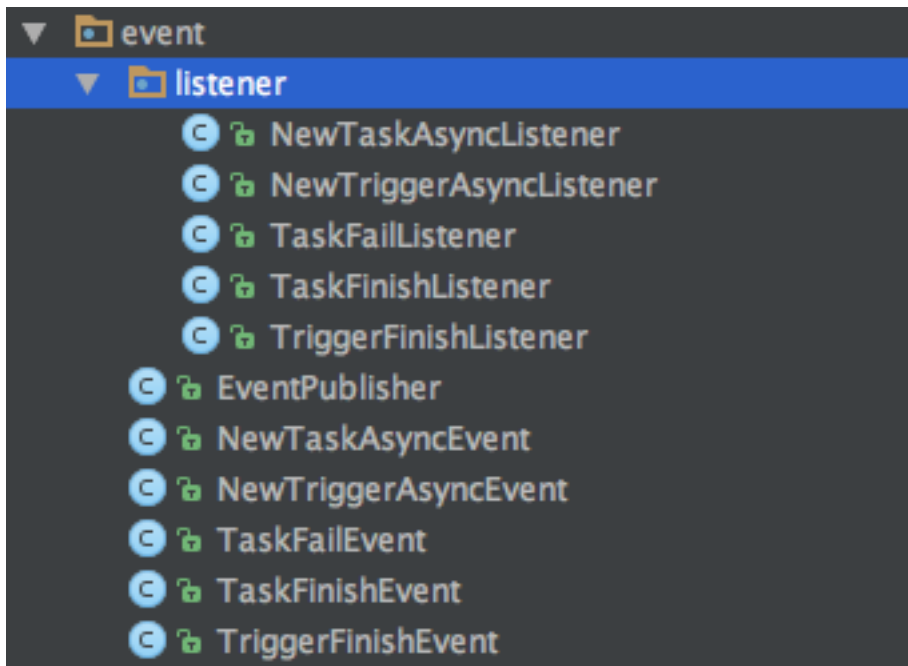 event
listener
NewTaskAsyncListener
NewTriggerAsyncListener
TaskFailListener
TaskFinishListener
TriggerFinishListener
EventPublisher
NewTaskAsyncEvent
NewTriggerAsyncEvent
TaskFailEvent
TaskFinishEvent
TriggerFinishEvent